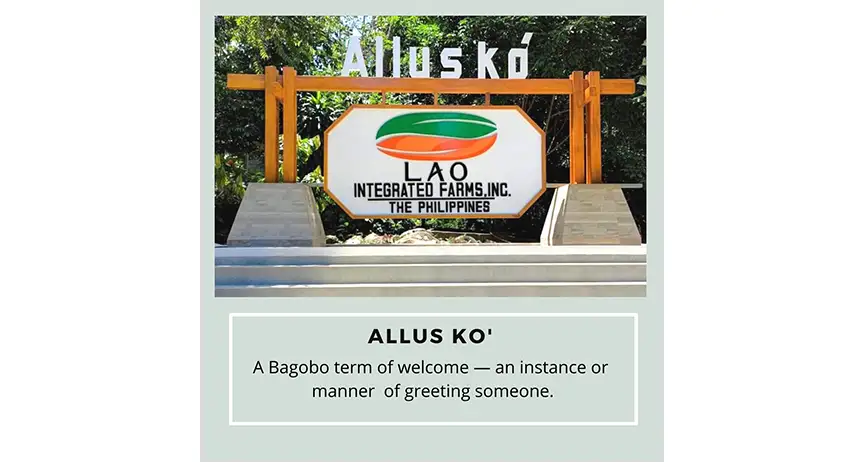 Allus kó
LAO
INTEGRATED FARMS,INC.
THE PHILIPPINES
ALLUS KO'
A Bagobo term of welcome — an instance or
manner of greeting someone.